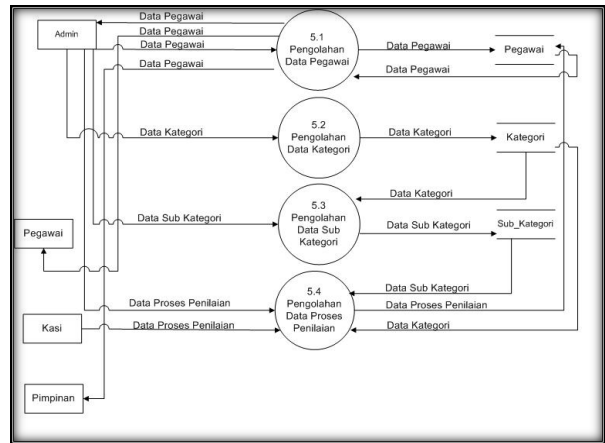 Data Pegawai
Admin
Data Pegawai
Data Pegawai
Data Pegawai
5.1
Pengolahan
Data Pegawai
Data Pegawai
Data Pegawai
Pegawai
Data Kategori
5.2
Pengolahan
Data Kategori
Data Kategori
Kategori
Data Kategori
Data Sub Kategori
5.3
Pengolahan
Data Sub
Kategori
Data Sub Kategori
Sub_Kategori
Pegawai
Data Sub Kategori
Data Proses Penilaian
5.4
Pengolahan
Data Proses
Penilaian
Data Proses Penilaian
Kasi
Data Proses Penilaian
Data Kategori
Pimpinan